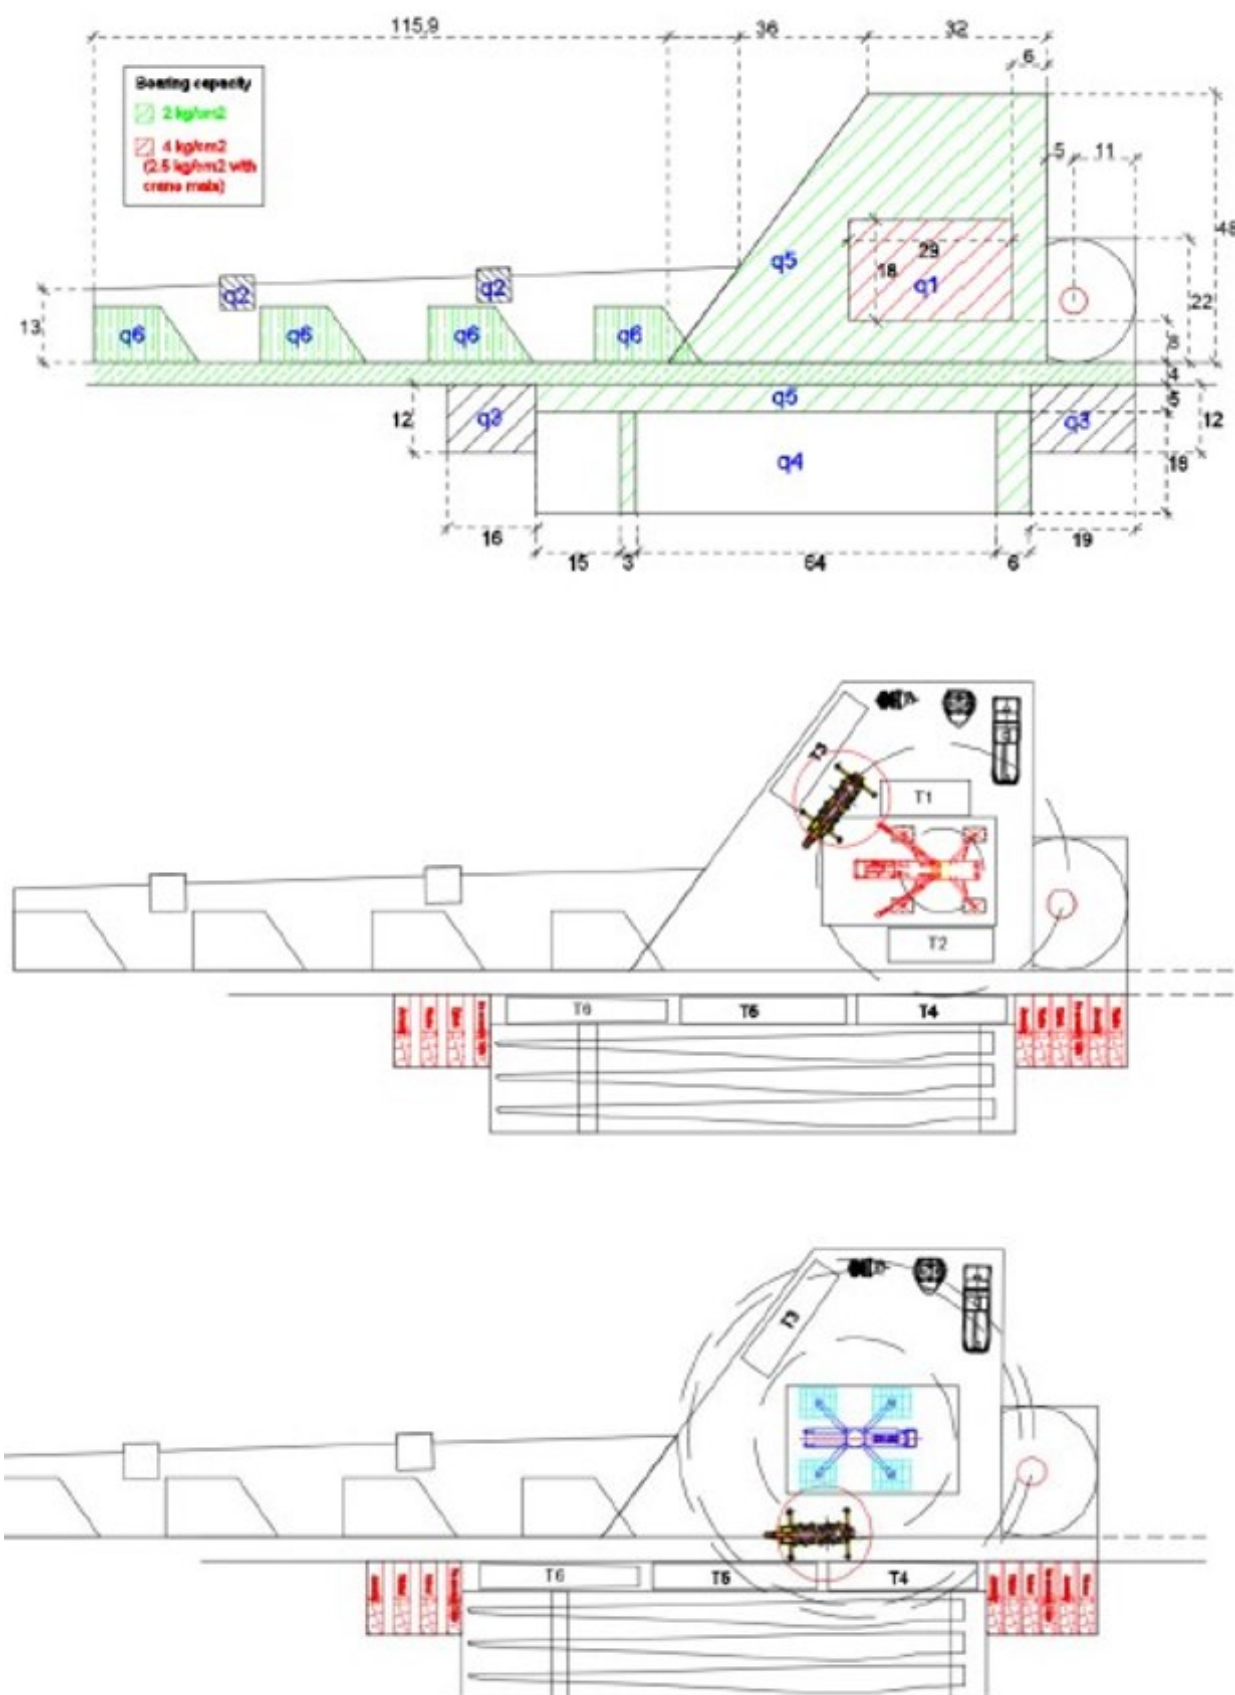 115,9 36 32
6
Bearing capacity
2 kg/cm2
4 kg/cm2
(2.5 kg/cm2 with
crane mats)
5 11
48
q5
29
18
q1
22
q2 q2
13
q6 q6 q6 q6
8
4
q5
5
12 q3 q3 12
q4
18
16 19
15 3 64 6
T3
T1
T2
T6 T5 T4
T3
T6 T5 T4